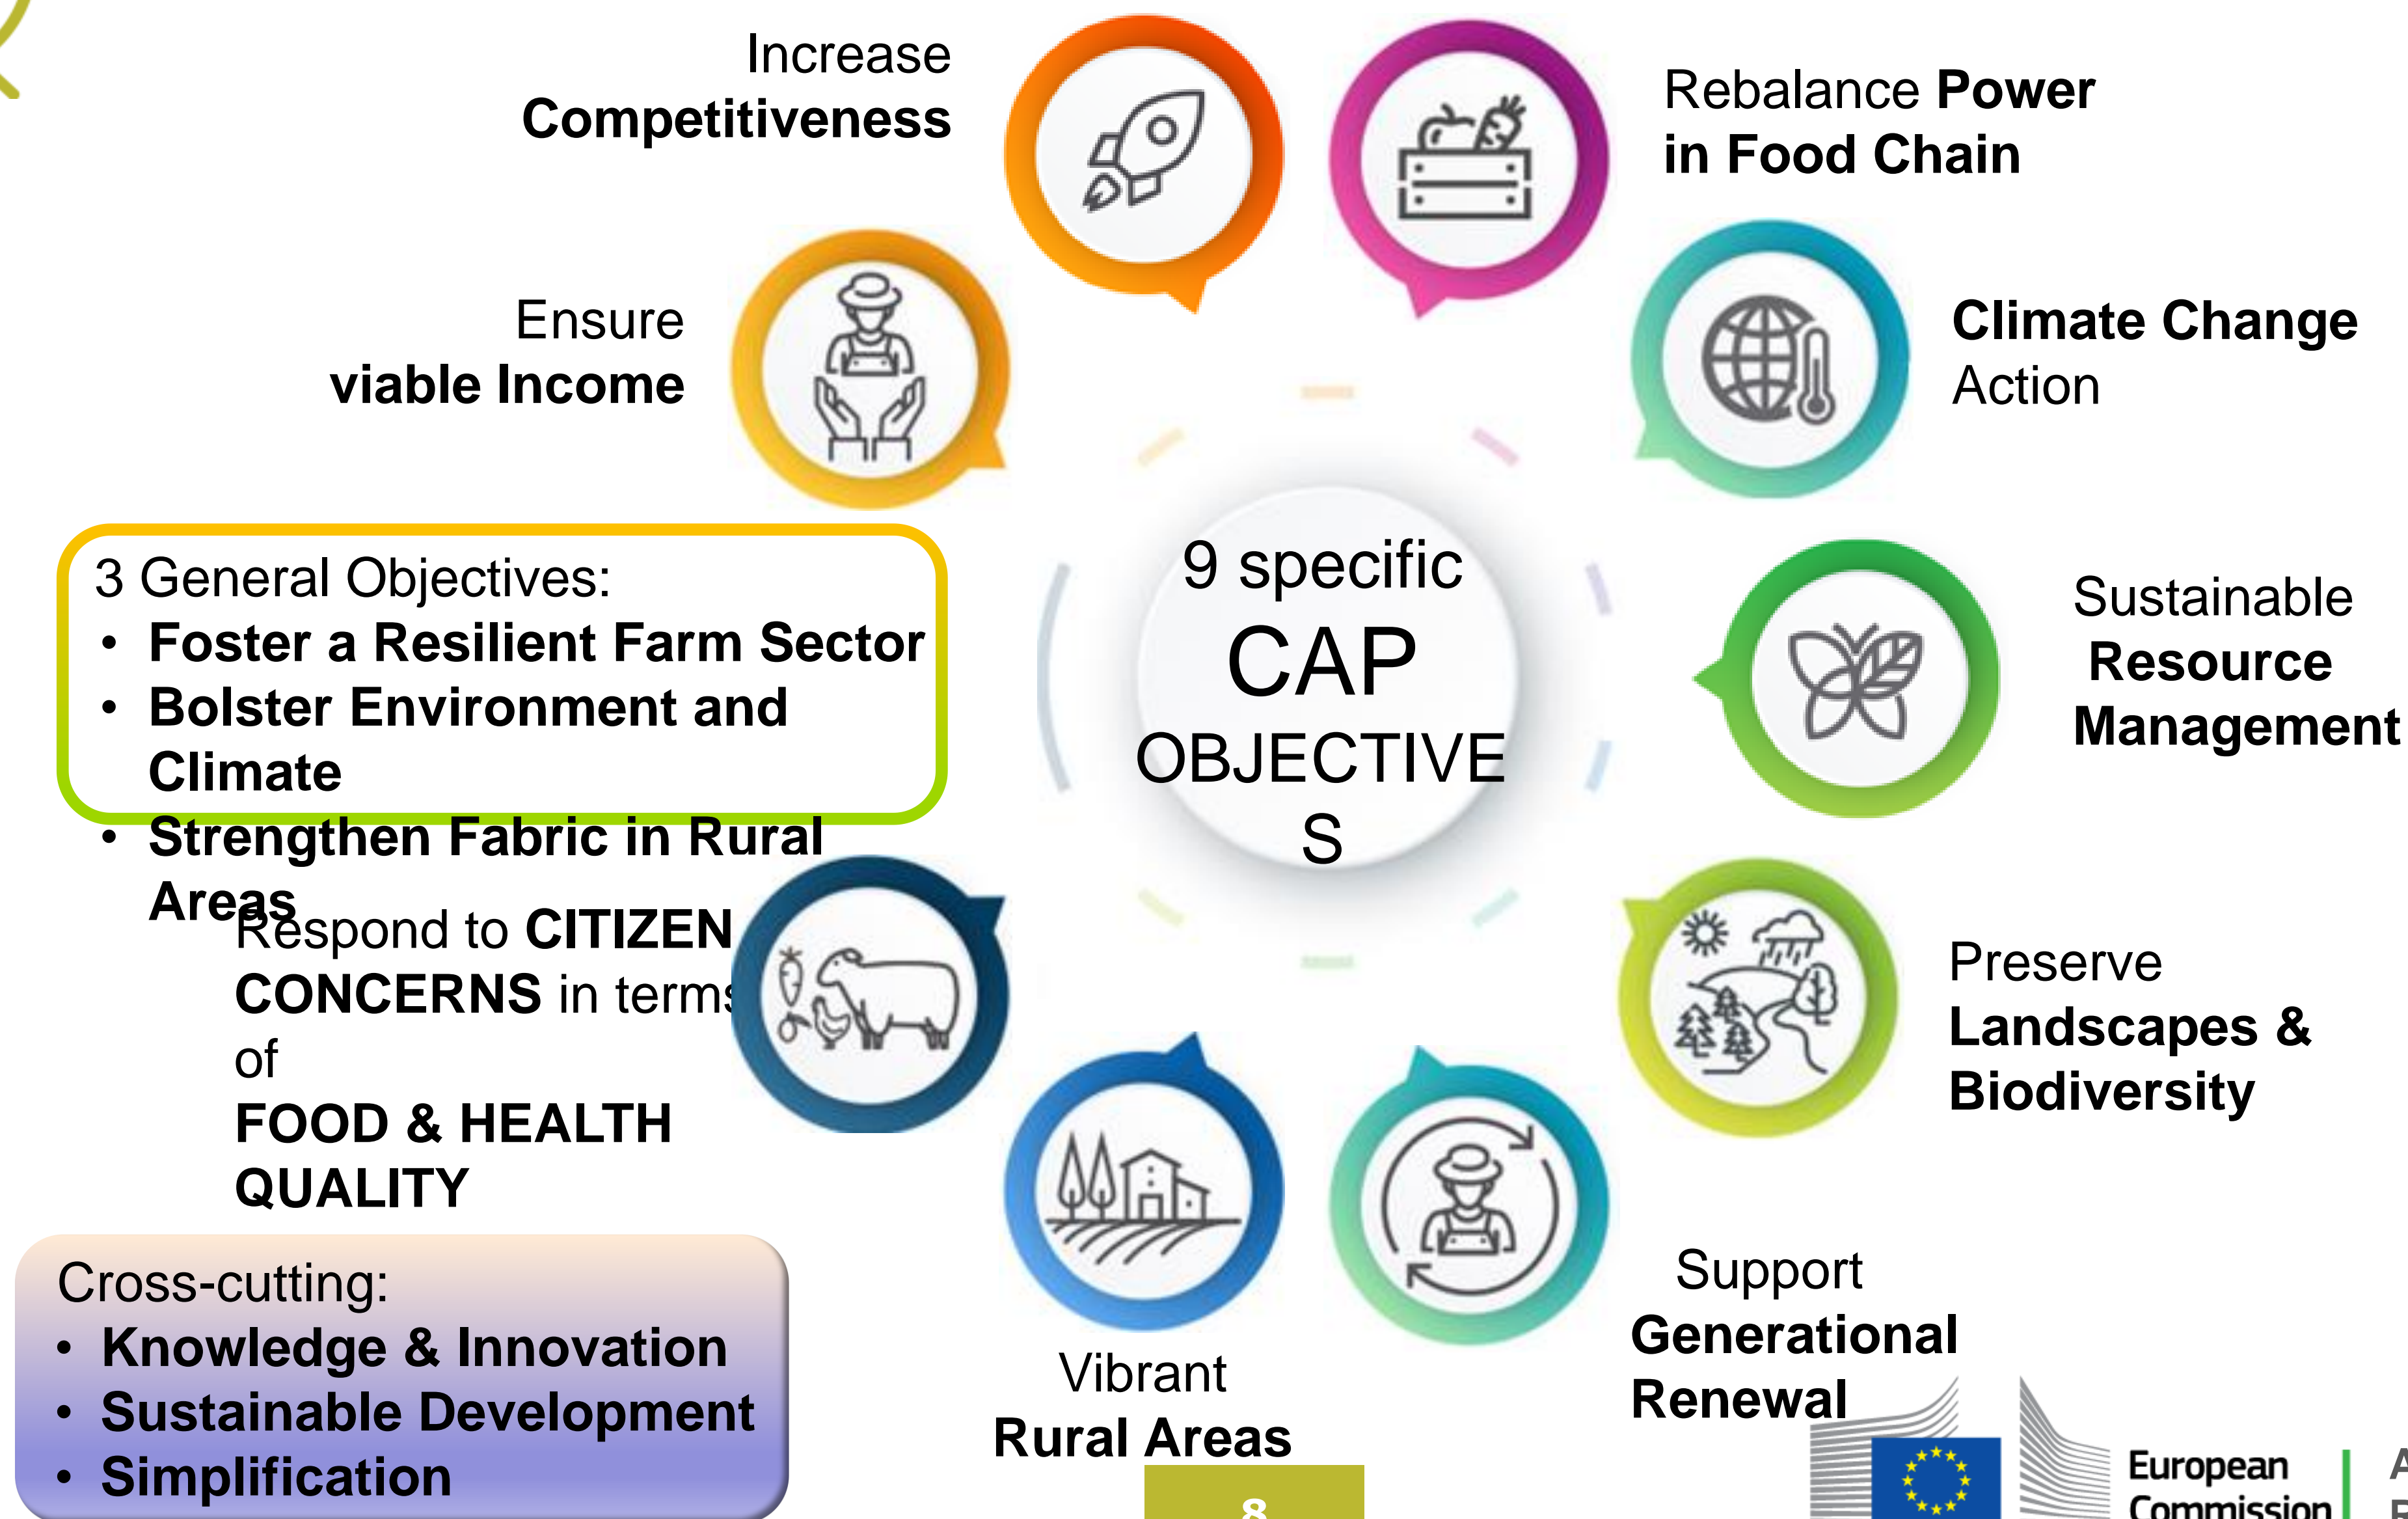 Increase
Competitiveness
Rebalance Power
in Food Chain
Ensure
viable Income
Climate Change
Action
3 General Objectives:
• Foster a Resilient Farm Sector
• Bolster Environment and
Climate
• Strengthen Fabric in Rural
Areas
9 specific
CAP
OBJECTIVE
S
Sustainable
Resource
Management
Respond to CITIZEN
CONCERNS in terms
of
FOOD & HEALTH
QUALITY
Preserve
Landscapes &
Biodiversity
Cross-cutting:
• Knowledge & Innovation
• Sustainable Development
• Simplification
Vibrant
Rural Areas
Support
Generational
Renewal
8
European
Commission